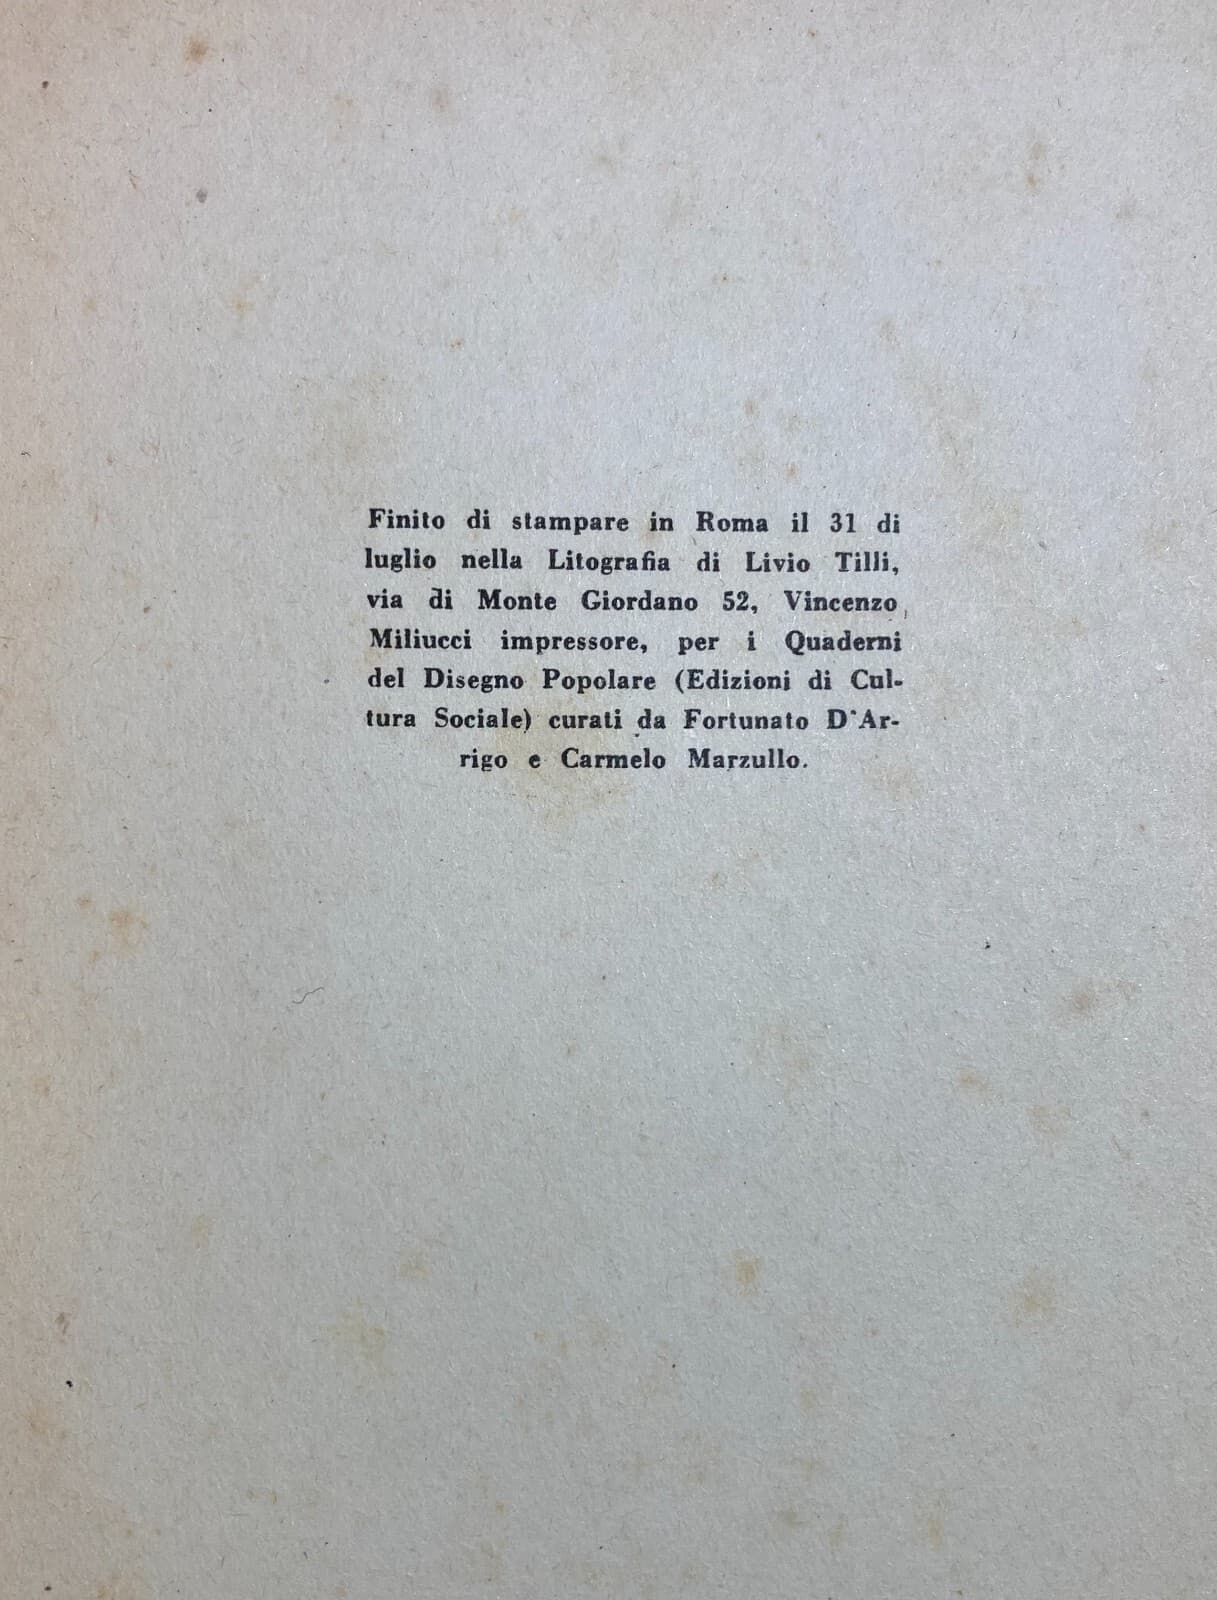 Finito di stampare in Roma il 31 di
luglio nella Litografia di Livio Tilli,
via di Monte Giordano 52, Vincenzo
Miliucci impressore, per i Quaderni
del Disegno Popolare (Edizioni di Cul-
tura Sociale) curati da Fortunato D'Ar-
rigo e Carmelo Marzullo.